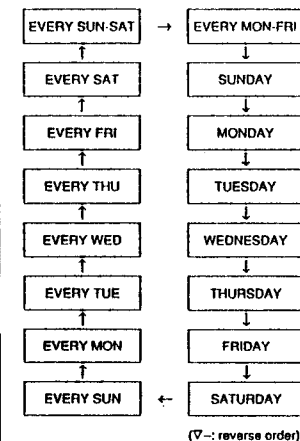 EVERY SUN-SAT → EVERY MON-FRI
↑ ↓
EVERY SAT SUNDAY
↑ ↓
EVERY FRI MONDAY
↑ ↓
EVERY THU TUESDAY
↑ ↓
EVERY WED WEDNESDAY
↑ ↓
EVERY TUE THURSDAY
↑ ↓
EVERY MON FRIDAY
↑ ↓
EVERY SUN ← SATURDAY
(∇–: reverse order)